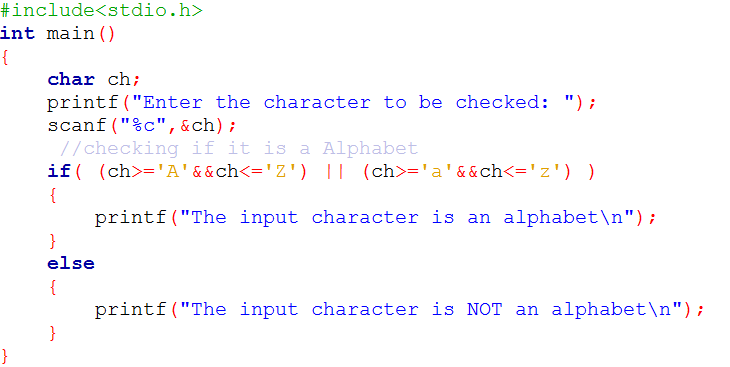 #include<stdio.h>
int main()
{
    char ch;
    printf("Enter the character to be checked: ");
    scanf("%c",&ch);
     //checking if it is a Alphabet
    if( (ch>='A'&&ch<='Z') || (ch>='a'&&ch<='z') )
    {
        printf("The input character is an alphabet\n");
    }
    else
    {
        printf("The input character is NOT an alphabet\n");
    }
}